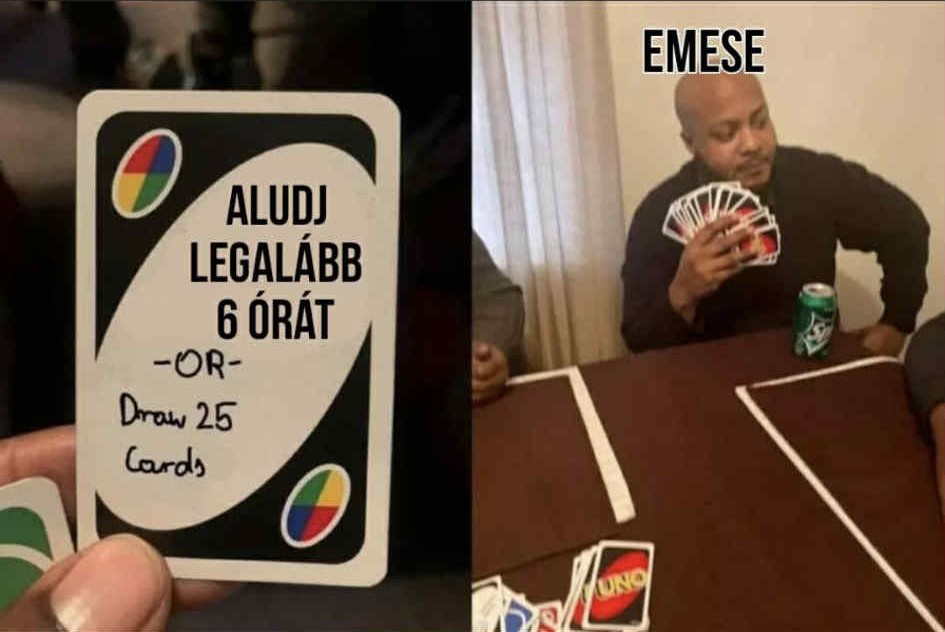 ALUDJ
LEGALÁBB
6 ÓRÁT
-OR-
Draw 25
Cards
EMESE
UNO